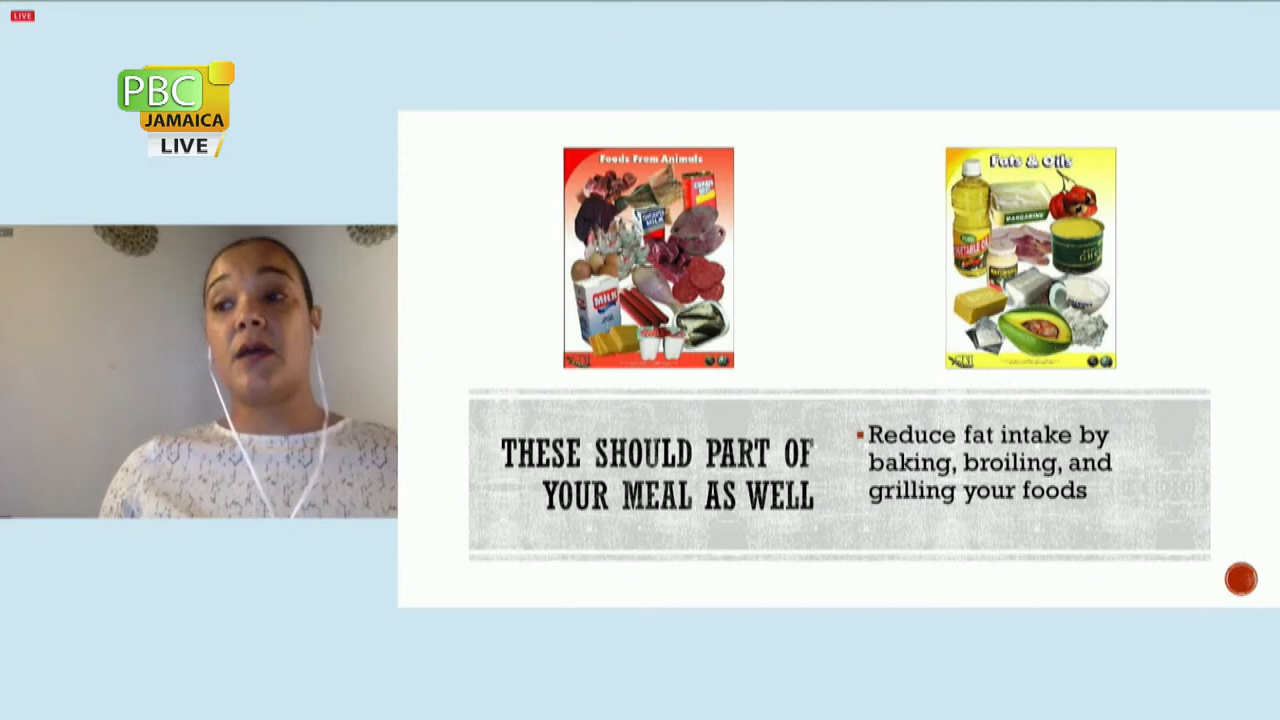 LIVE
PBC
JAMAICA
LIVE
Foods From Animals
MILK
Fats & Oils
MARGARINE
THESE SHOULD PART OF
YOUR MEAL AS WELL
▪ Reduce fat intake by
baking, broiling, and
grilling your foods